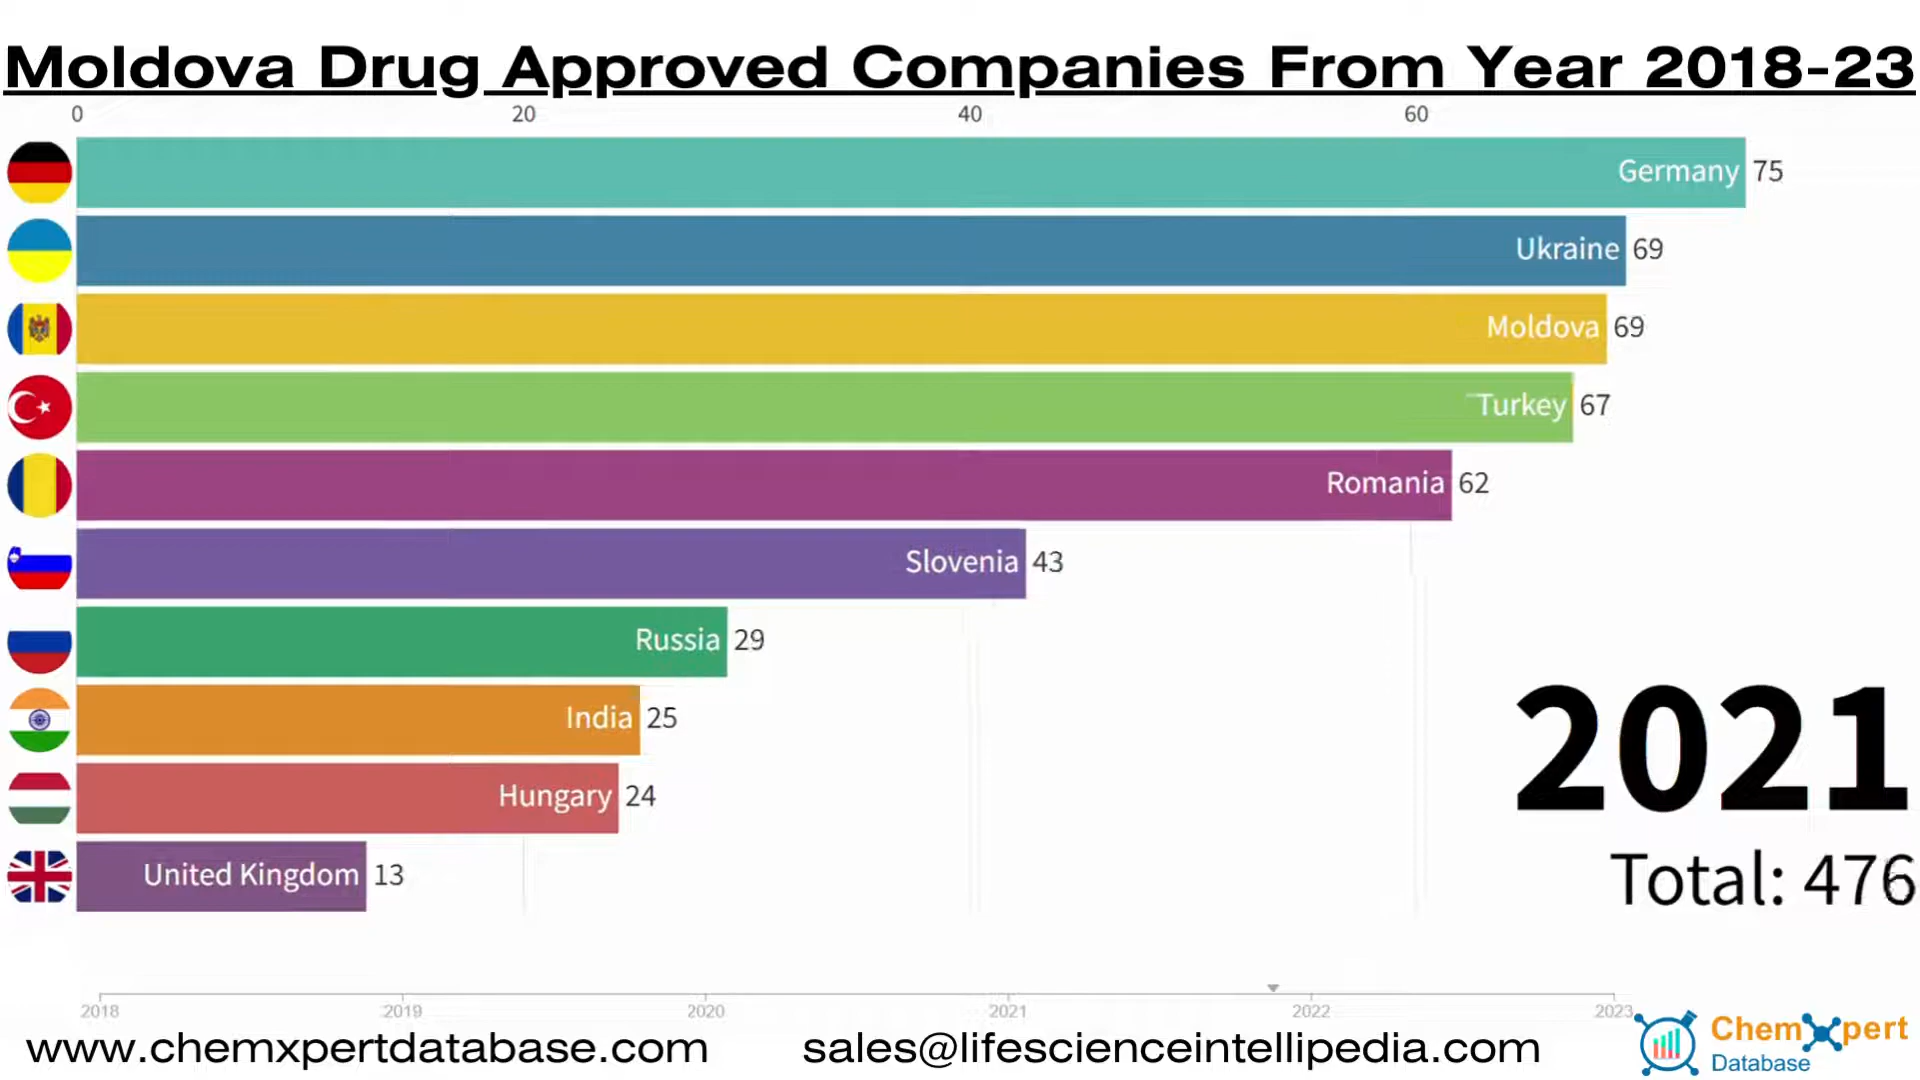 Moldova Drug Approved Companies From Year 2018-23
0 20 40 60
Germany 75
Ukraine 69
Moldova 69
Turkey 67
Romania 62
Slovenia 43
Russia 29
India 25
Hungary 24
United Kingdom 13
2021
Total: 476
2018 2019 2020 2021 2022 2023
www.chemxpertdatabase.com sales@lifescienceintellipedia.com
ChemXpert
Database